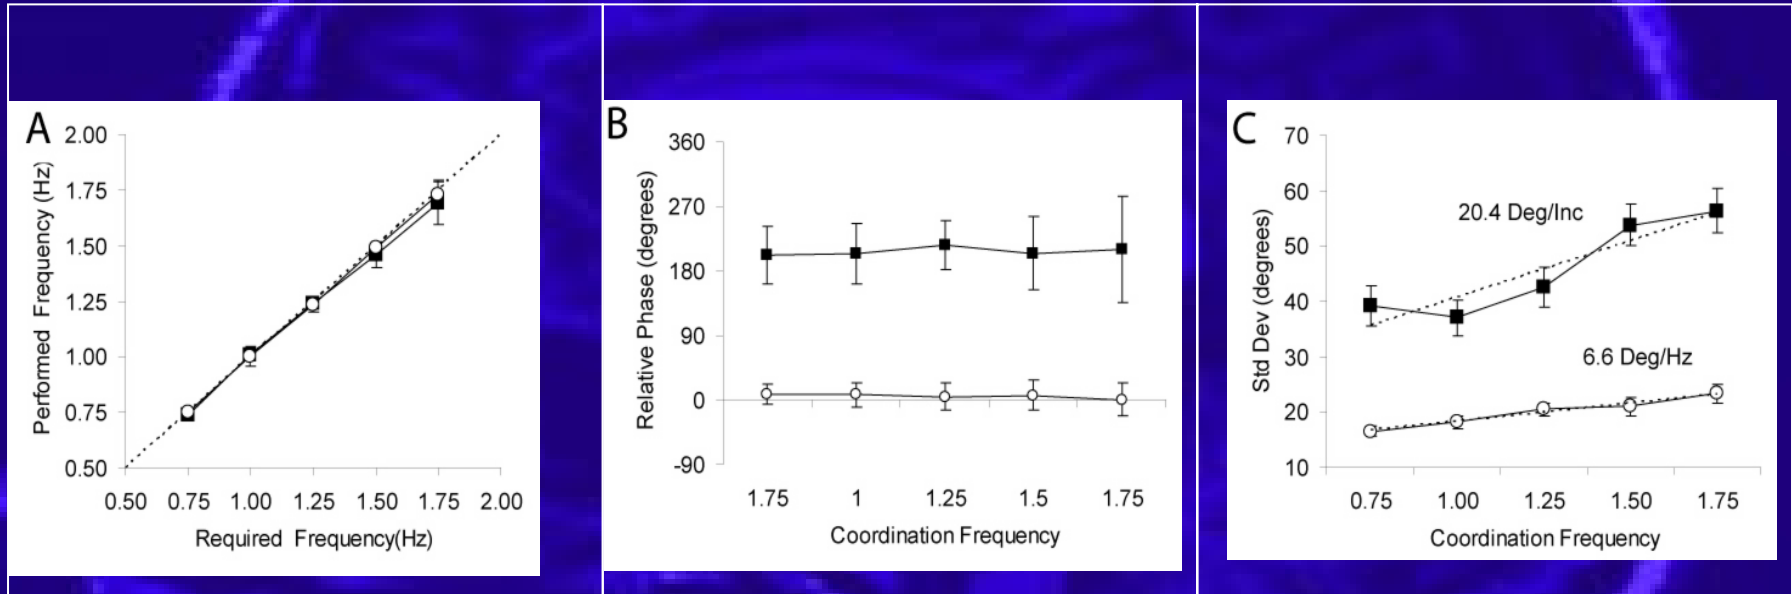 A
2.00
1.75
1.50
1.25
1.00
0.75
0.50
Performed Frequency (Hz)
0.50 0.75 1.00 1.25 1.50 1.75 2.00
Required Frequency(Hz)
B
360
270
180
90
0
-90
Relative Phase (degrees)
1.75 1 1.25 1.5 1.75
Coordination Frequency
C
70
60
50
40
30
20
10
Std Dev (degrees)
20.4 Deg/Inc
6.6 Deg/Hz
0.75 1.00 1.25 1.50 1.75
Coordination Frequency